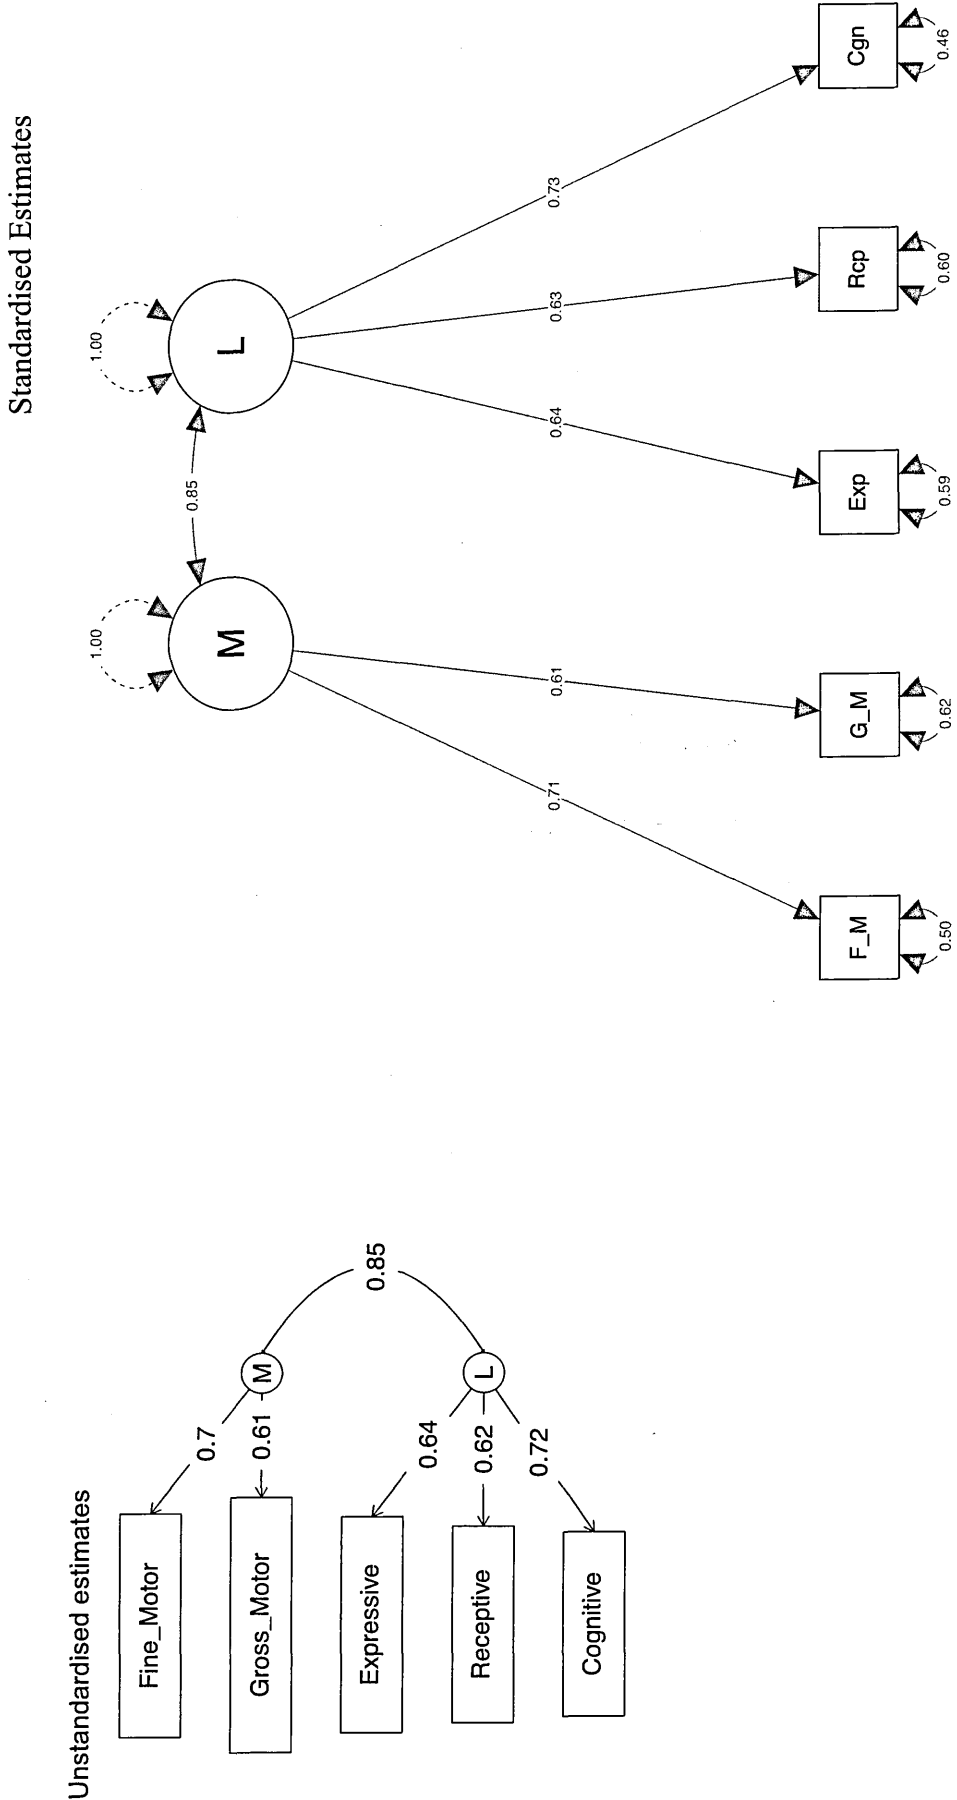 Unstandardised estimates
Fine_Motor
Gross_Motor
Expressive
Receptive
Cognitive
0.7
0.61
0.64
0.62
0.72
M
L
0.85
Standardised Estimates
1.00
1.00
M
0.85
L
0.71
0.61
0.64
0.63
0.73
F_M
G_M
Exp
Rcp
Cgn
0.50
0.62
0.59
0.60
0.46